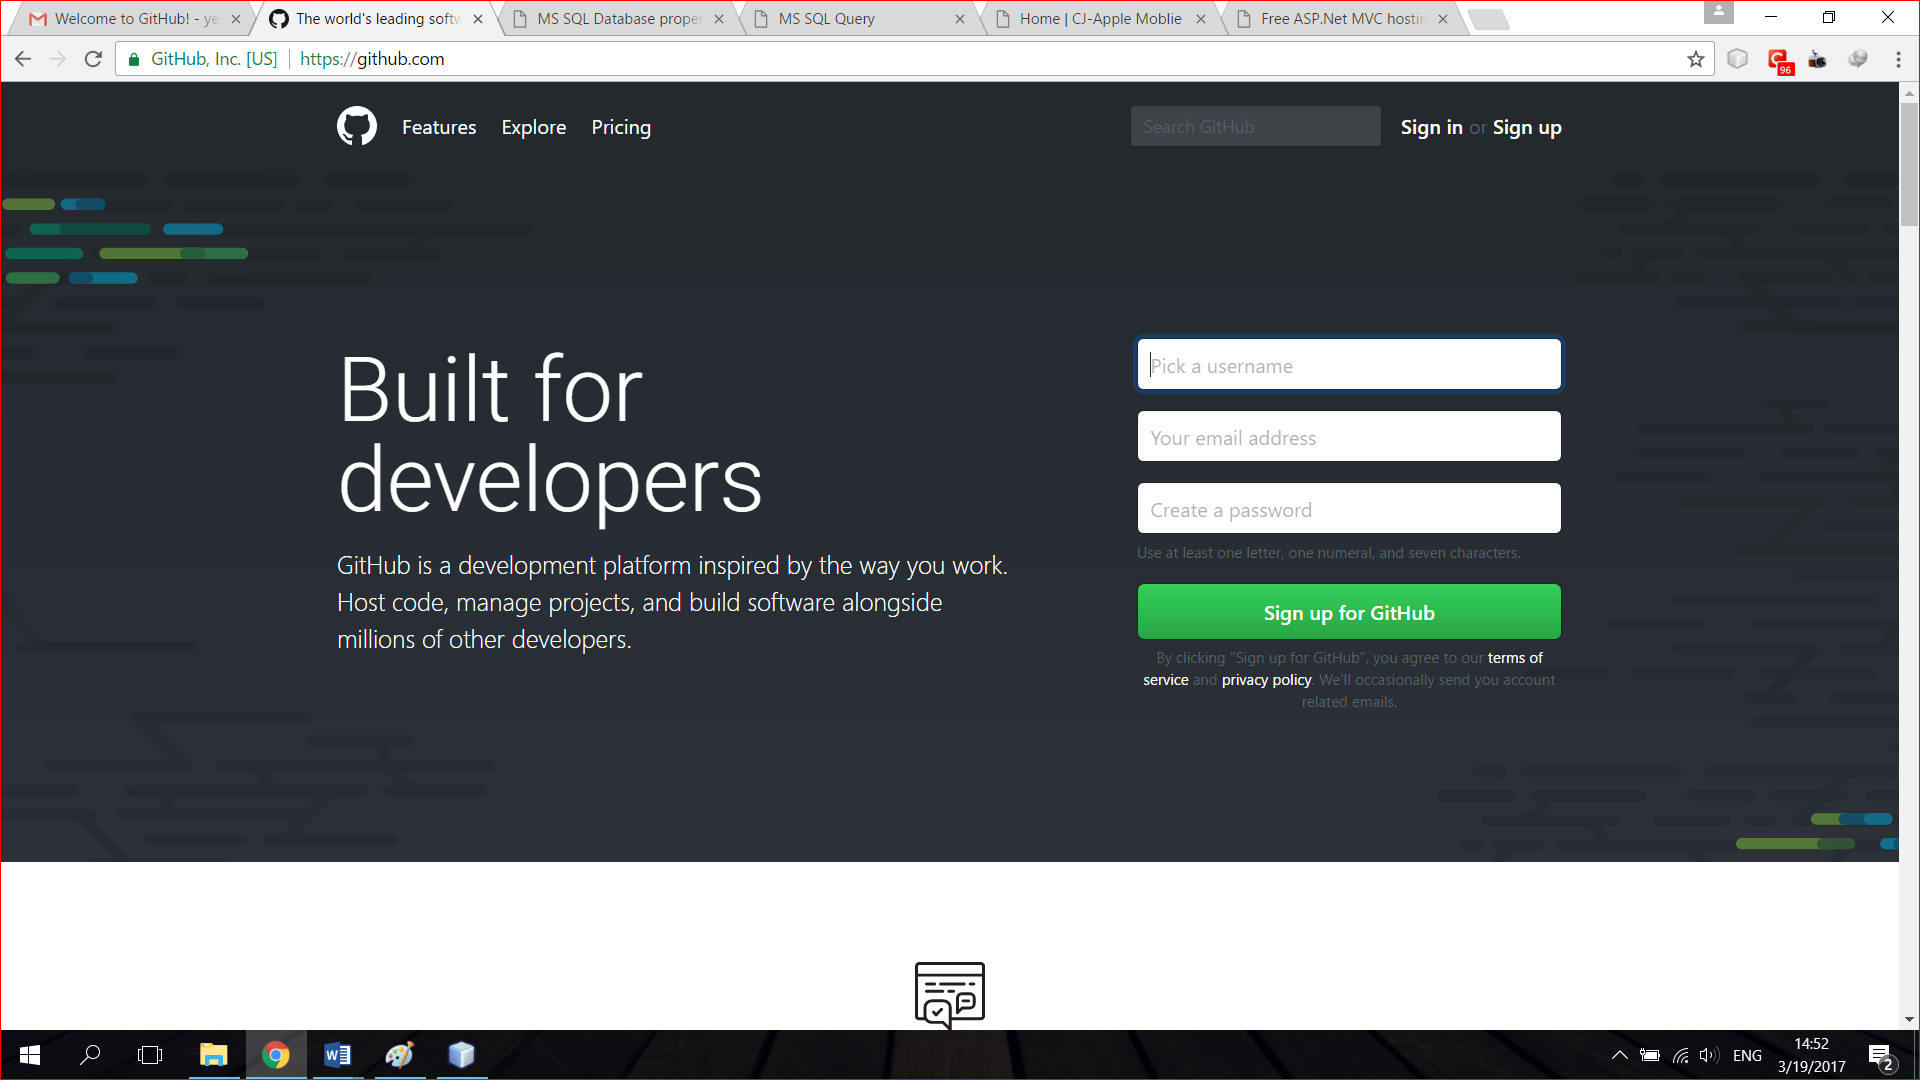 Welcome to GitHub! - ye
The world's leading softw
MS SQL Database proper
MS SQL Query
Home | CJ-Apple Moblie
Free ASP.Net MVC hostin
GitHub, Inc. [US]
https://github.com
96
Features
Explore
Pricing
Search GitHub
Sign in or Sign up
Built for
developers
GitHub is a development platform inspired by the way you work.
Host code, manage projects, and build software alongside
millions of other developers.
Pick a username
Your email address
Create a password
Use at least one letter, one numeral, and seven characters.
Sign up for GitHub
By clicking "Sign up for GitHub", you agree to our terms of
service and privacy policy. We'll occasionally send you account
related emails.
ENG
14:52
3/19/2017
2